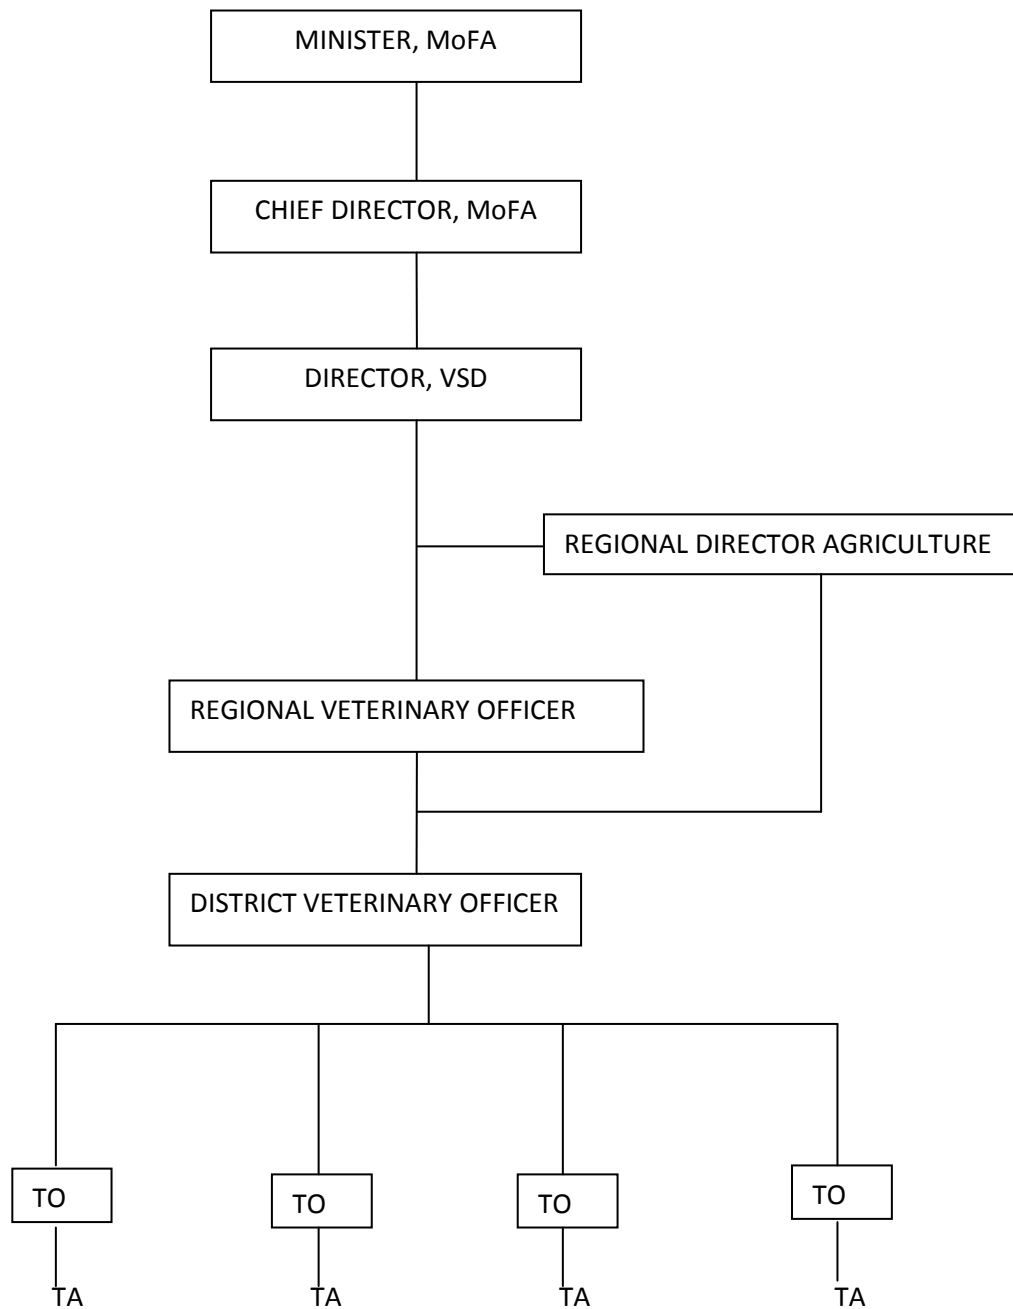 MINISTER, MoFA
CHIEF DIRECTOR, MoFA
DIRECTOR, VSD
REGIONAL DIRECTOR AGRICULTURE
REGIONAL VETERINARY OFFICER
DISTRICT VETERINARY OFFICER
TO TO TO TO
TA TA TA TA